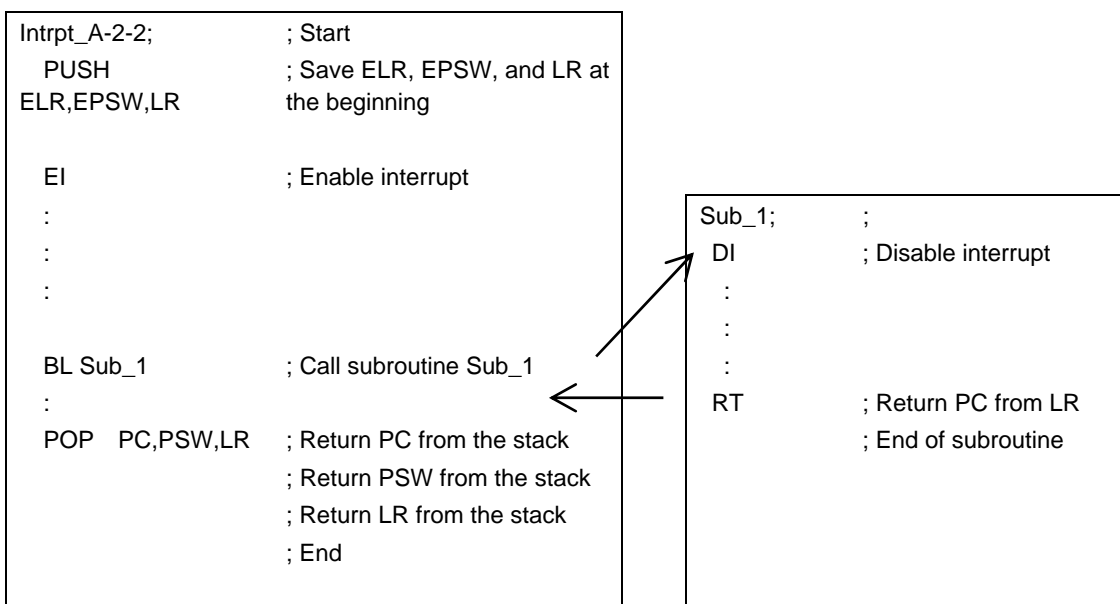 Intrpt_A-2-2; ; Start
PUSH ; Save ELR, EPSW, and LR at
ELR,EPSW,LR the beginning
EI ; Enable interrupt
:
:
:
BL Sub_1 ; Call subroutine Sub_1
:
POP PC,PSW,LR ; Return PC from the stack
; Return PSW from the stack
; Return LR from the stack
; End
Sub_1; ;
DI ; Disable interrupt
:
:
:
RT ; Return PC from LR
; End of subroutine